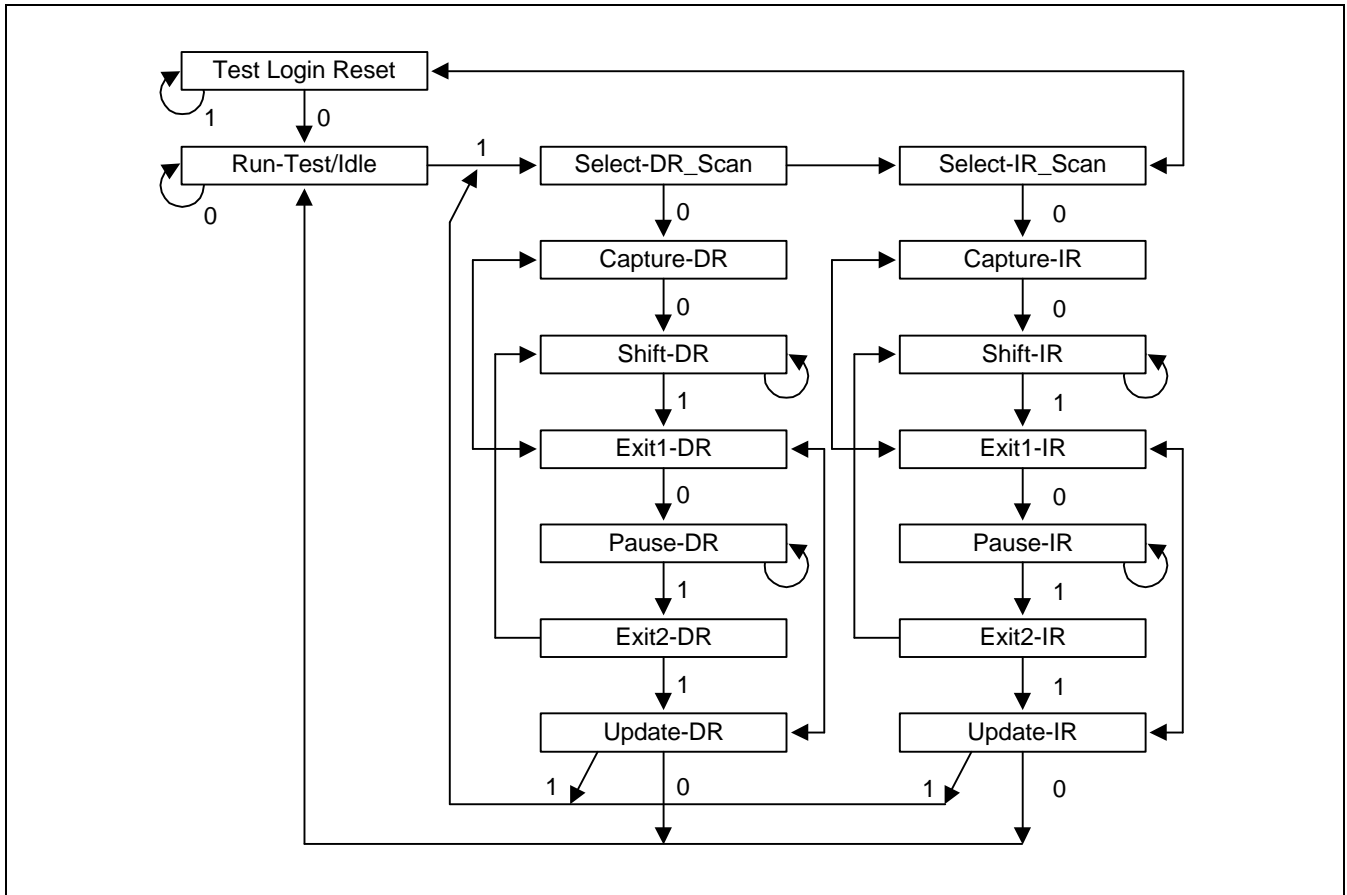 Test Login Reset
1
0
Run-Test/Idle
0
1
Select-DR_Scan
Select-IR_Scan
0
0
Capture-DR
Capture-IR
0
0
Shift-DR
Shift-IR
1
1
Exit1-DR
Exit1-IR
0
0
Pause-DR
Pause-IR
1
1
Exit2-DR
Exit2-IR
1
1
Update-DR
Update-IR
1
0
1
0